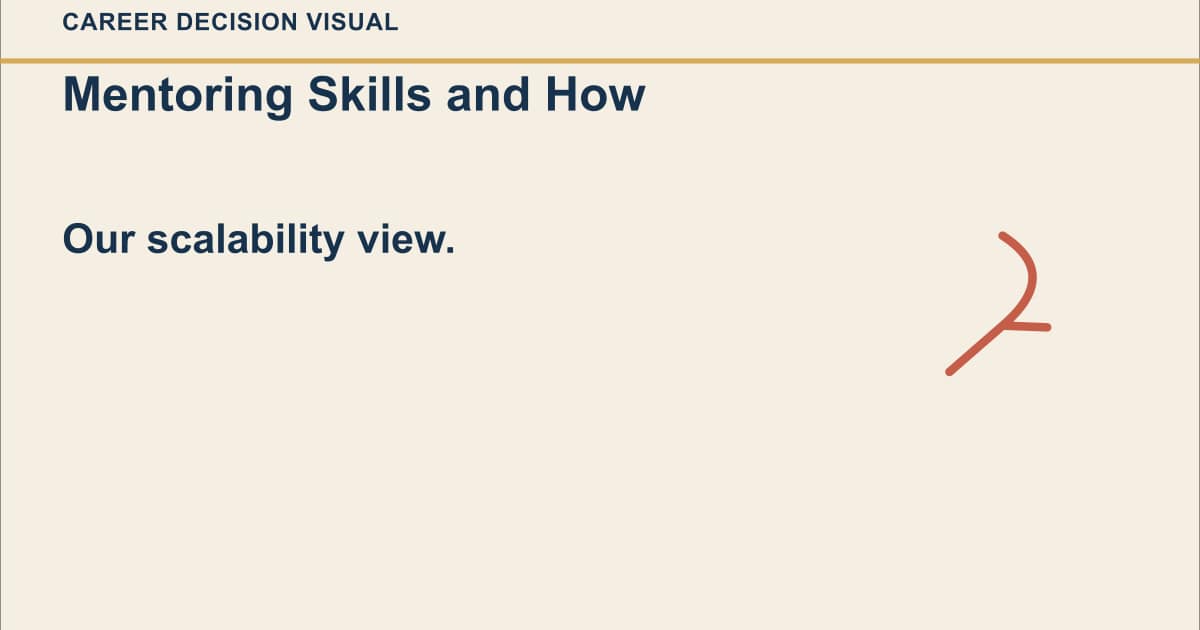 CAREER DECISION VISUAL
Mentoring Skills and How
Our scalability view.